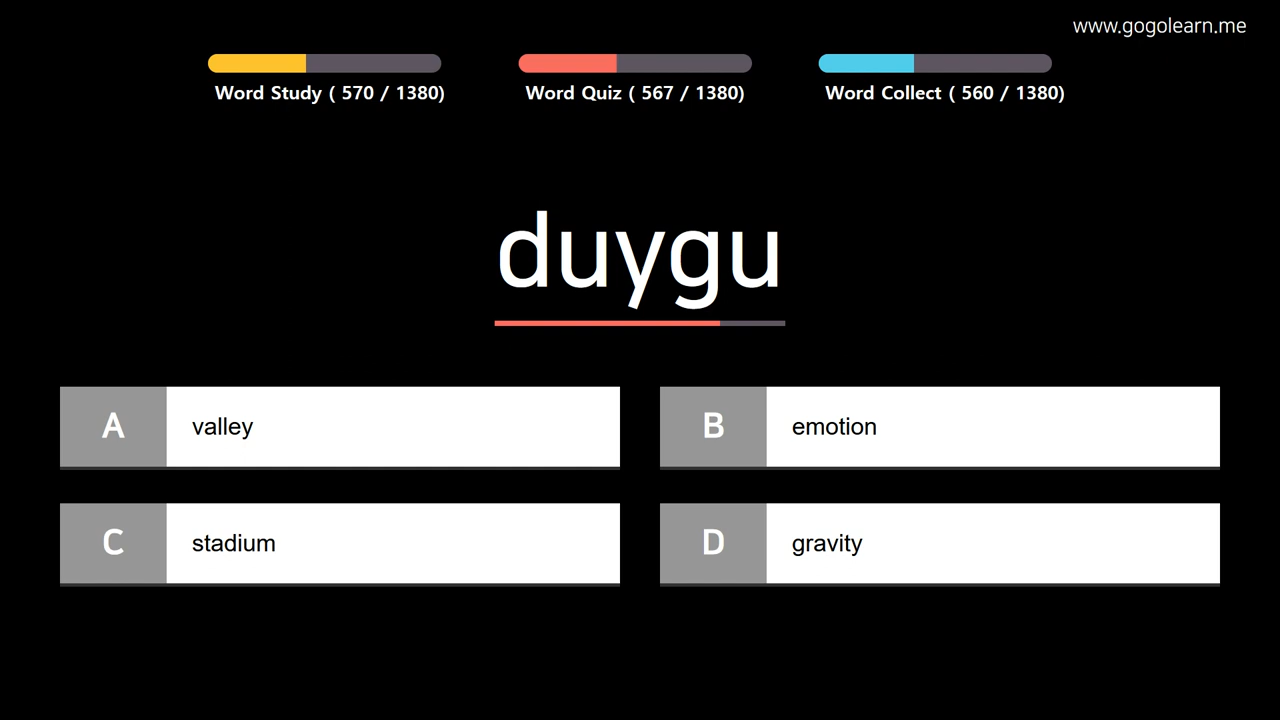 www.gogolearn.me
Word Study ( 570 / 1380)
Word Quiz ( 567 / 1380)
Word Collect ( 560 / 1380)
duygu
A valley
B emotion
C stadium
D gravity